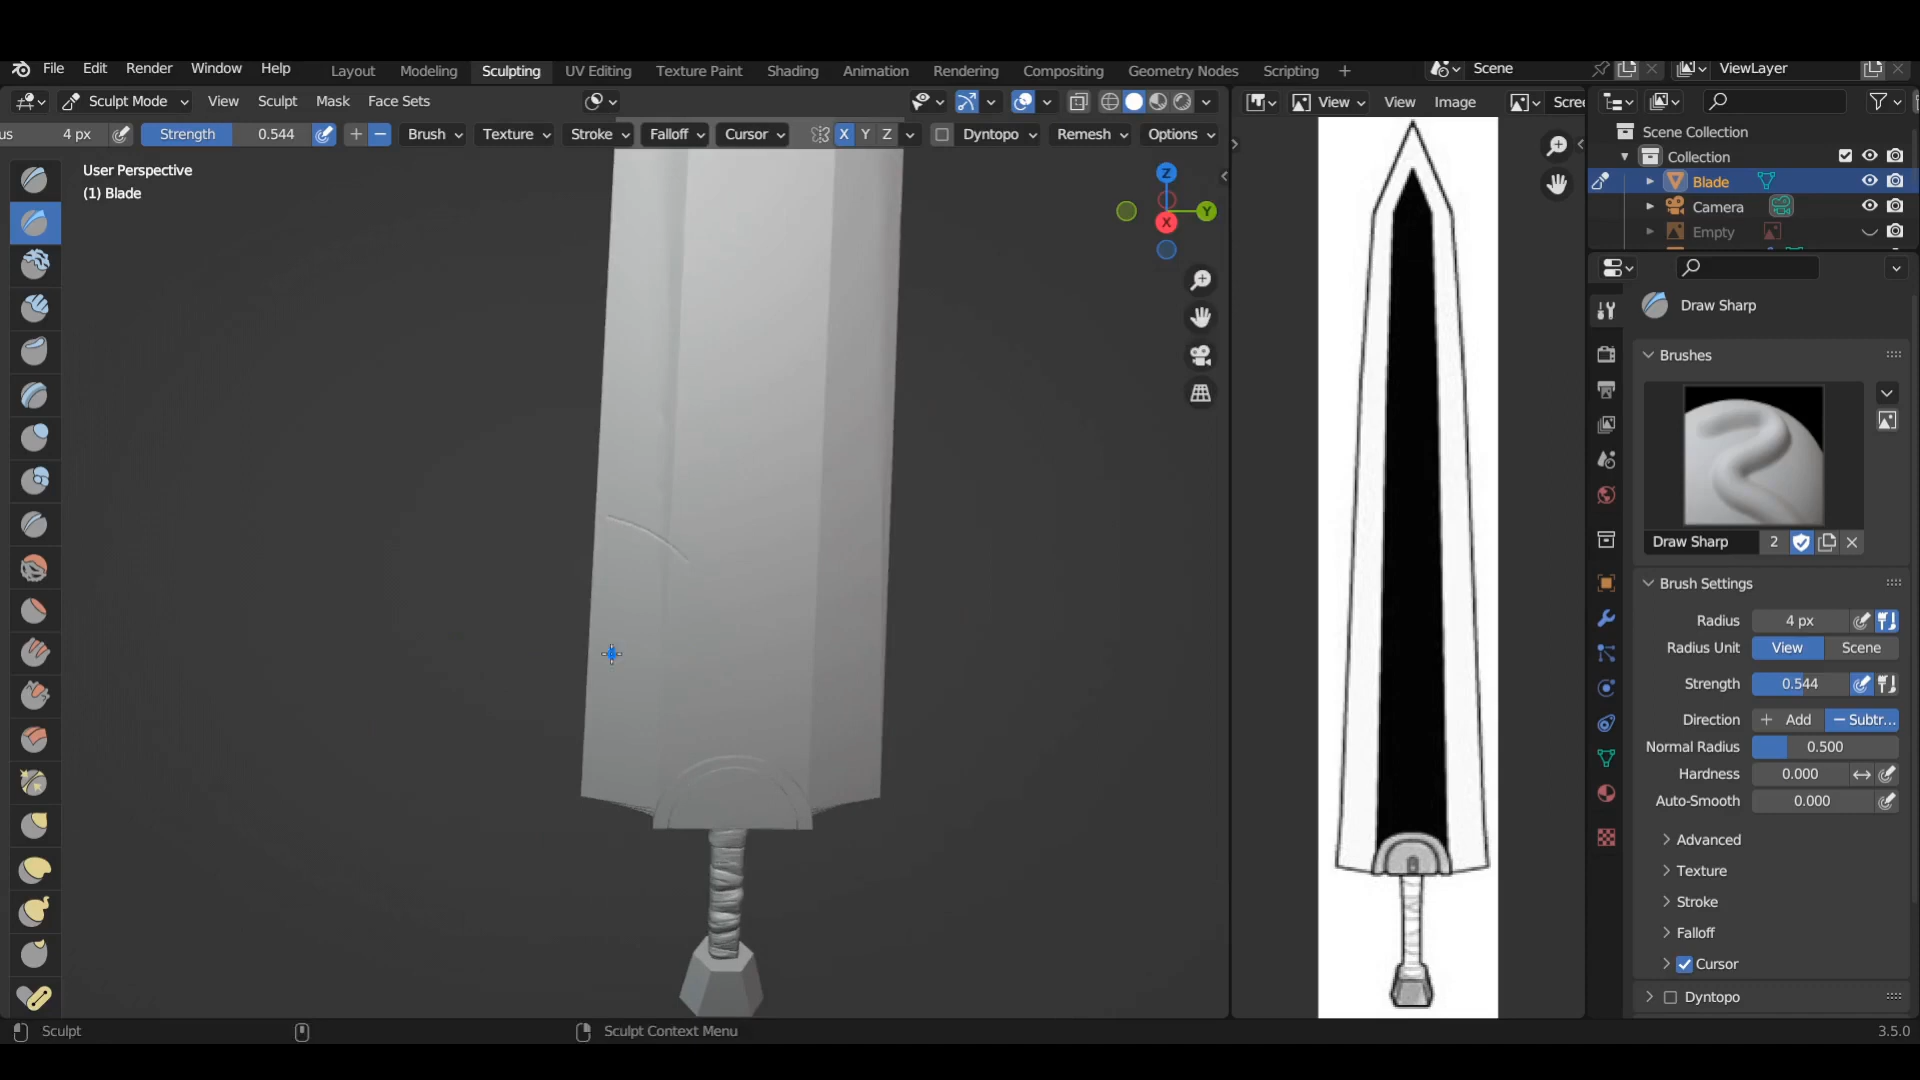 File Edit Render Window Help Layout Modeling Sculpting UV Editing Texture Paint Shading Animation Rendering Compositing Geometry Nodes Scripting + Scene ViewLayer
Sculpt Mode View Sculpt Mask Face Sets View View Image Scre
us 4 px Strength 0.544 Brush Texture Stroke Falloff Cursor X Y Z Dyntopo Remesh Options
User Perspective
(1) Blade
Z
Y
X
Scene Collection
Collection
Blade
Camera
Empty
Draw Sharp
Brushes
Draw Sharp 2
Brush Settings
Radius 4 px
Radius Unit View Scene
Strength 0.544
Direction + Add − Subtr...
Normal Radius 0.500
Hardness 0.000
Auto-Smooth 0.000
Advanced
Texture
Stroke
Falloff
Cursor
Dyntopo
Sculpt Sculpt Context Menu 3.5.0